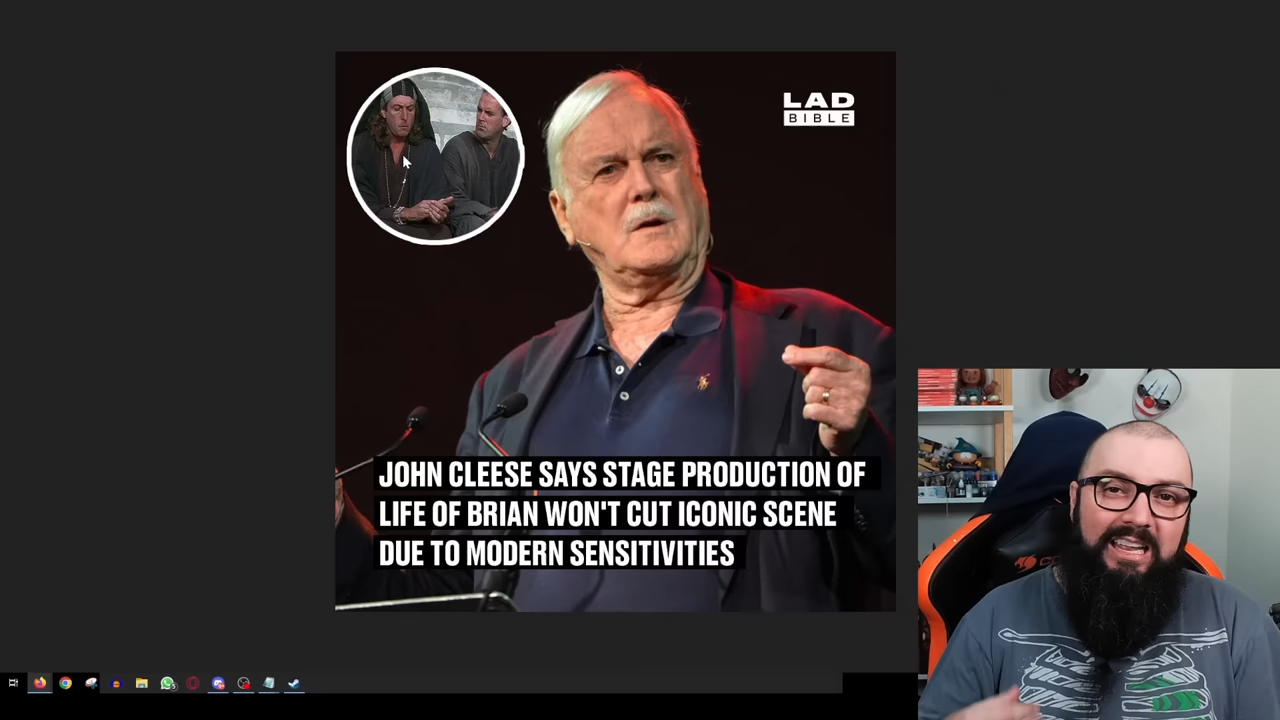 LAD
BIBLE
JOHN CLEESE SAYS STAGE PRODUCTION OF
LIFE OF BRIAN WON'T CUT ICONIC SCENE
DUE TO MODERN SENSITIVITIES